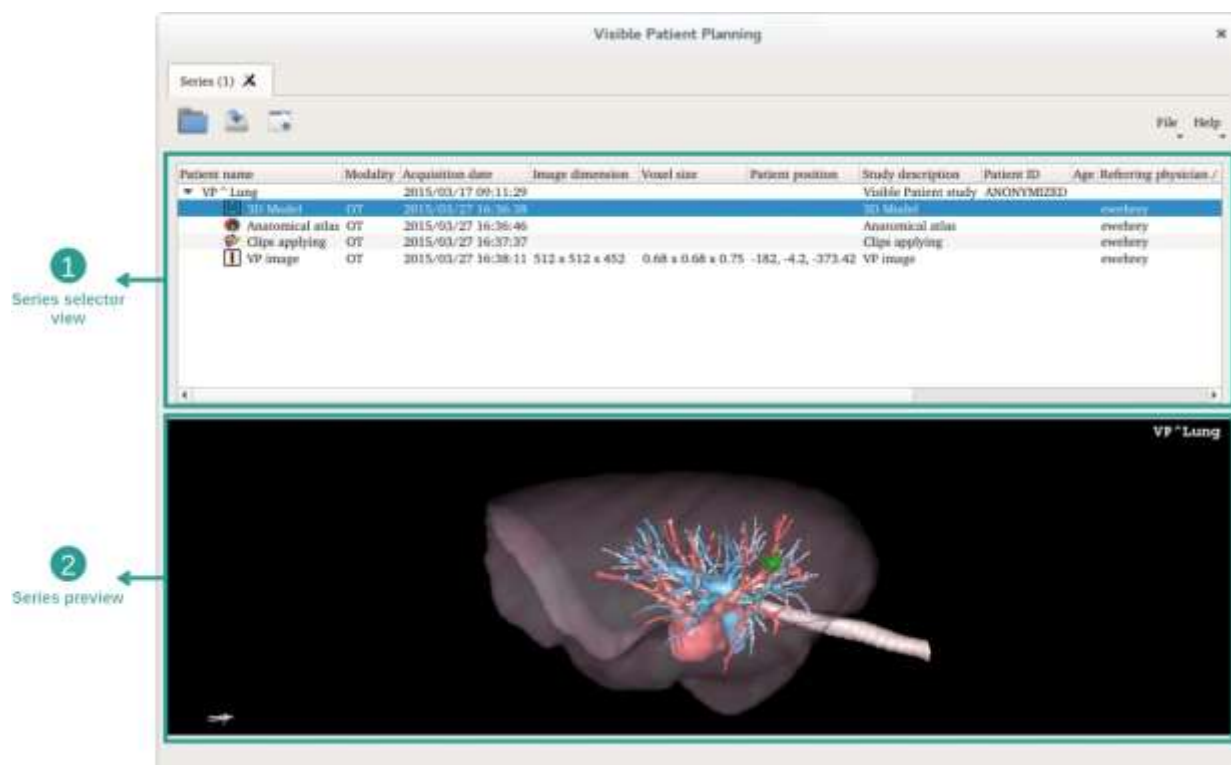 Visible Patient Planning
Series (1)
File Help
Patient name Modality Acquisition date Image dimension Voxel size Patient position Study description Patient ID Age Referring physician /
VP^Lung 2015/03/17 09:11:29 Visible Patient study ANONYMIZED
3D Model OT 2015/03/27 16:36:38 3D Model ewehrey
Anatomical atlas OT 2015/03/27 16:36:46 Anatomical atlas ewehrey
Clips applying OT 2015/03/27 16:37:37 Clips applying ewehrey
VP image OT 2015/03/27 16:38:11 512 x 512 x 452 0.68 x 0.68 x 0.75 -182, -4.2, -373.42 VP image ewehrey
1
Series selector
view
VP^Lung
2
Series preview